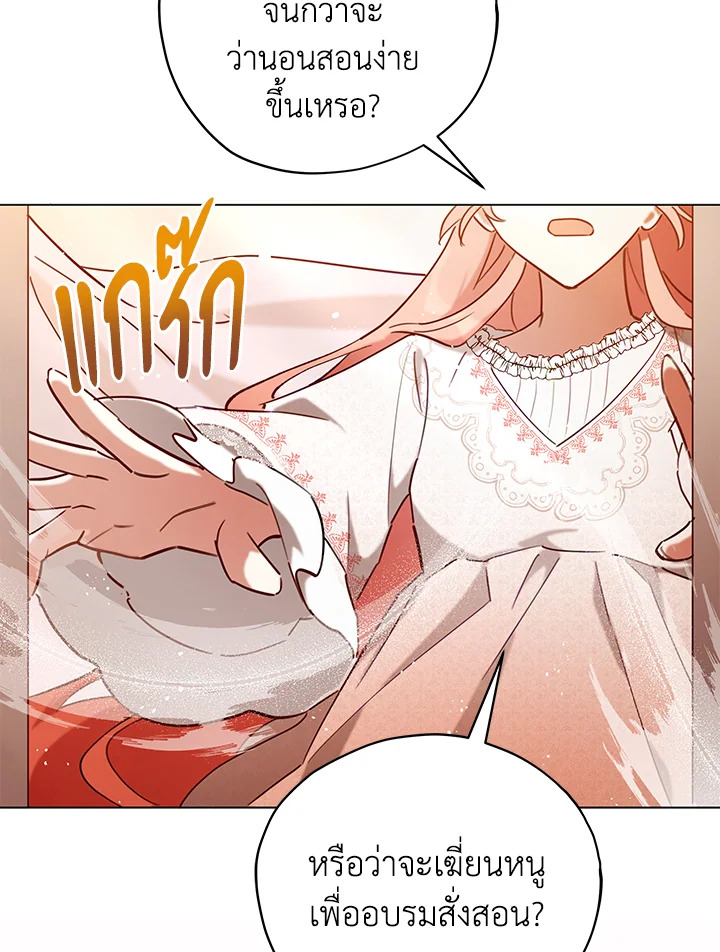 จนกว่าจะ
ว่านอนสอนง่าย
ขึ้นเหรอ?
แกร๊ก
หรือว่าจะเฆี่ยนหนู
เพื่ออบรมสั่งสอน?